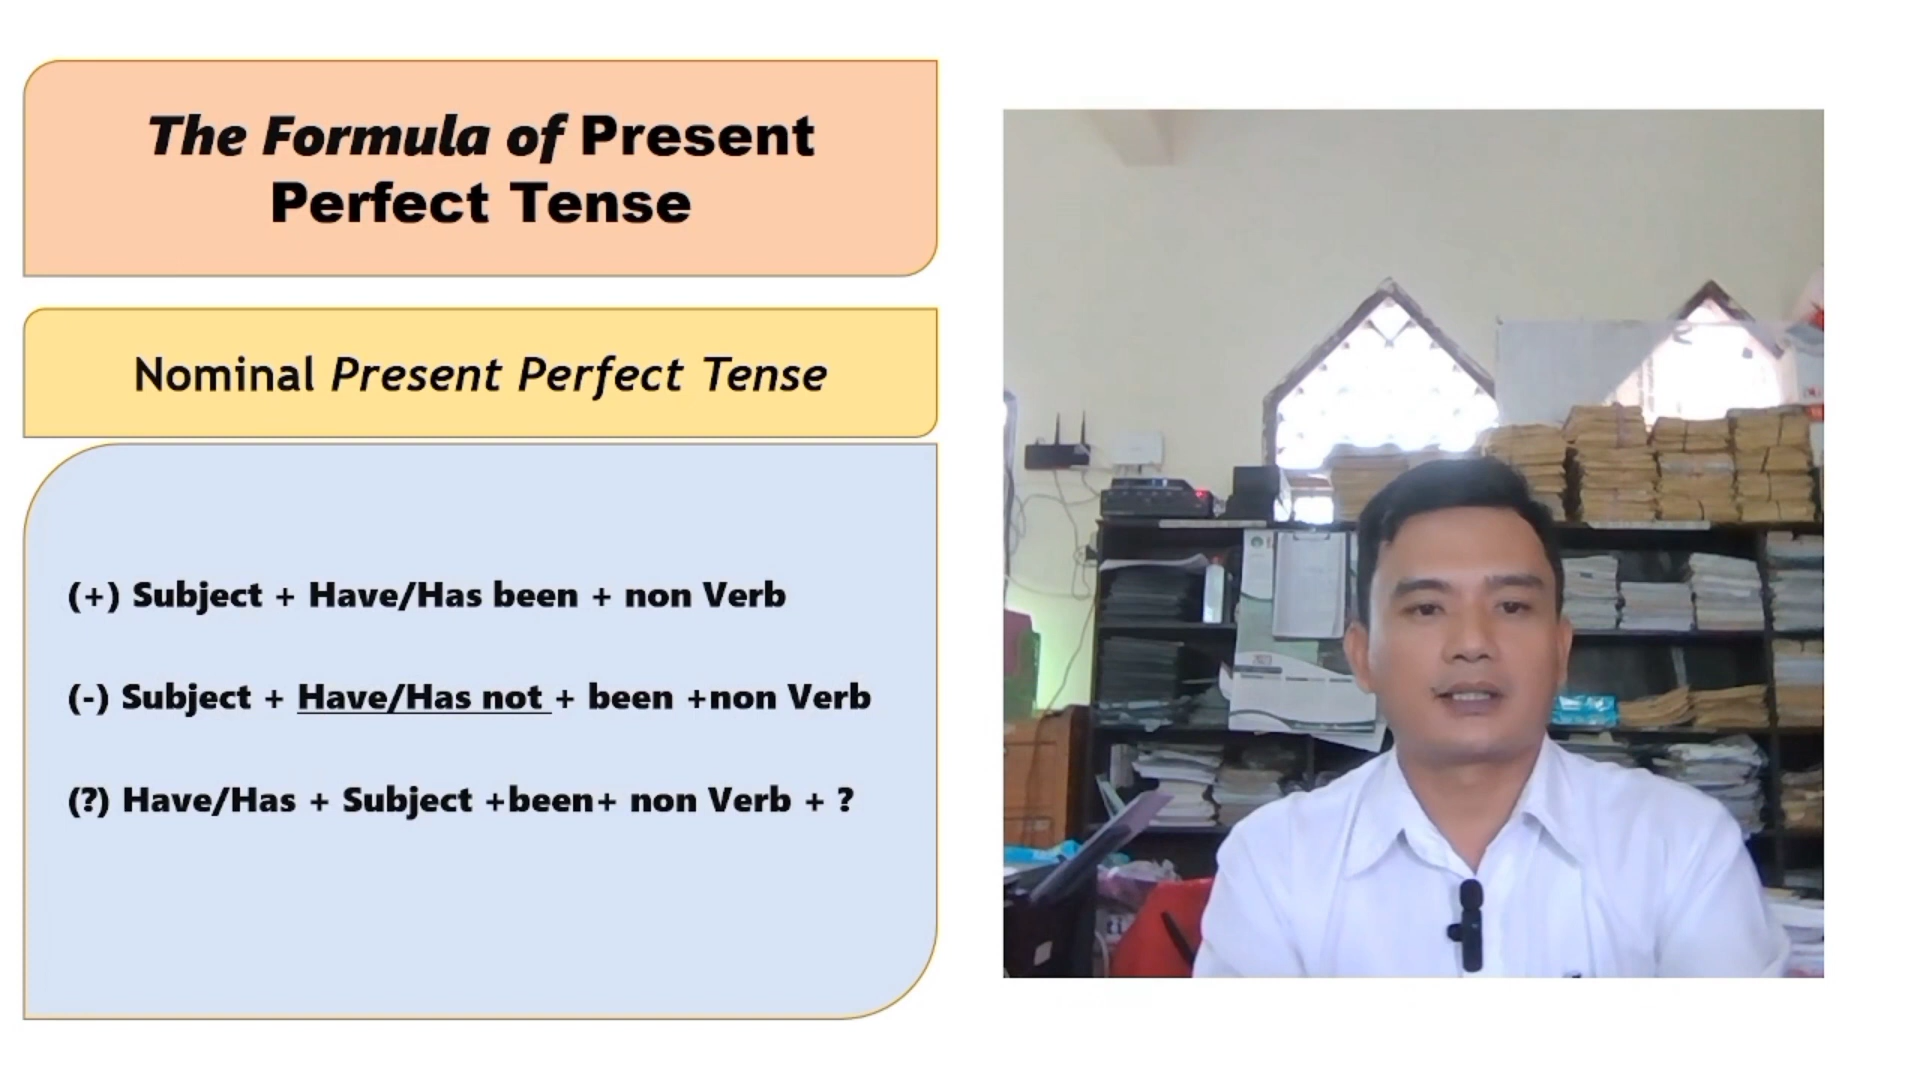 The Formula of Present
Perfect Tense
Nominal Present Perfect Tense
(+) Subject + Have/Has been + non Verb
(-) Subject + Have/Has not + been +non Verb
(?) Have/Has + Subject +been+ non Verb + ?